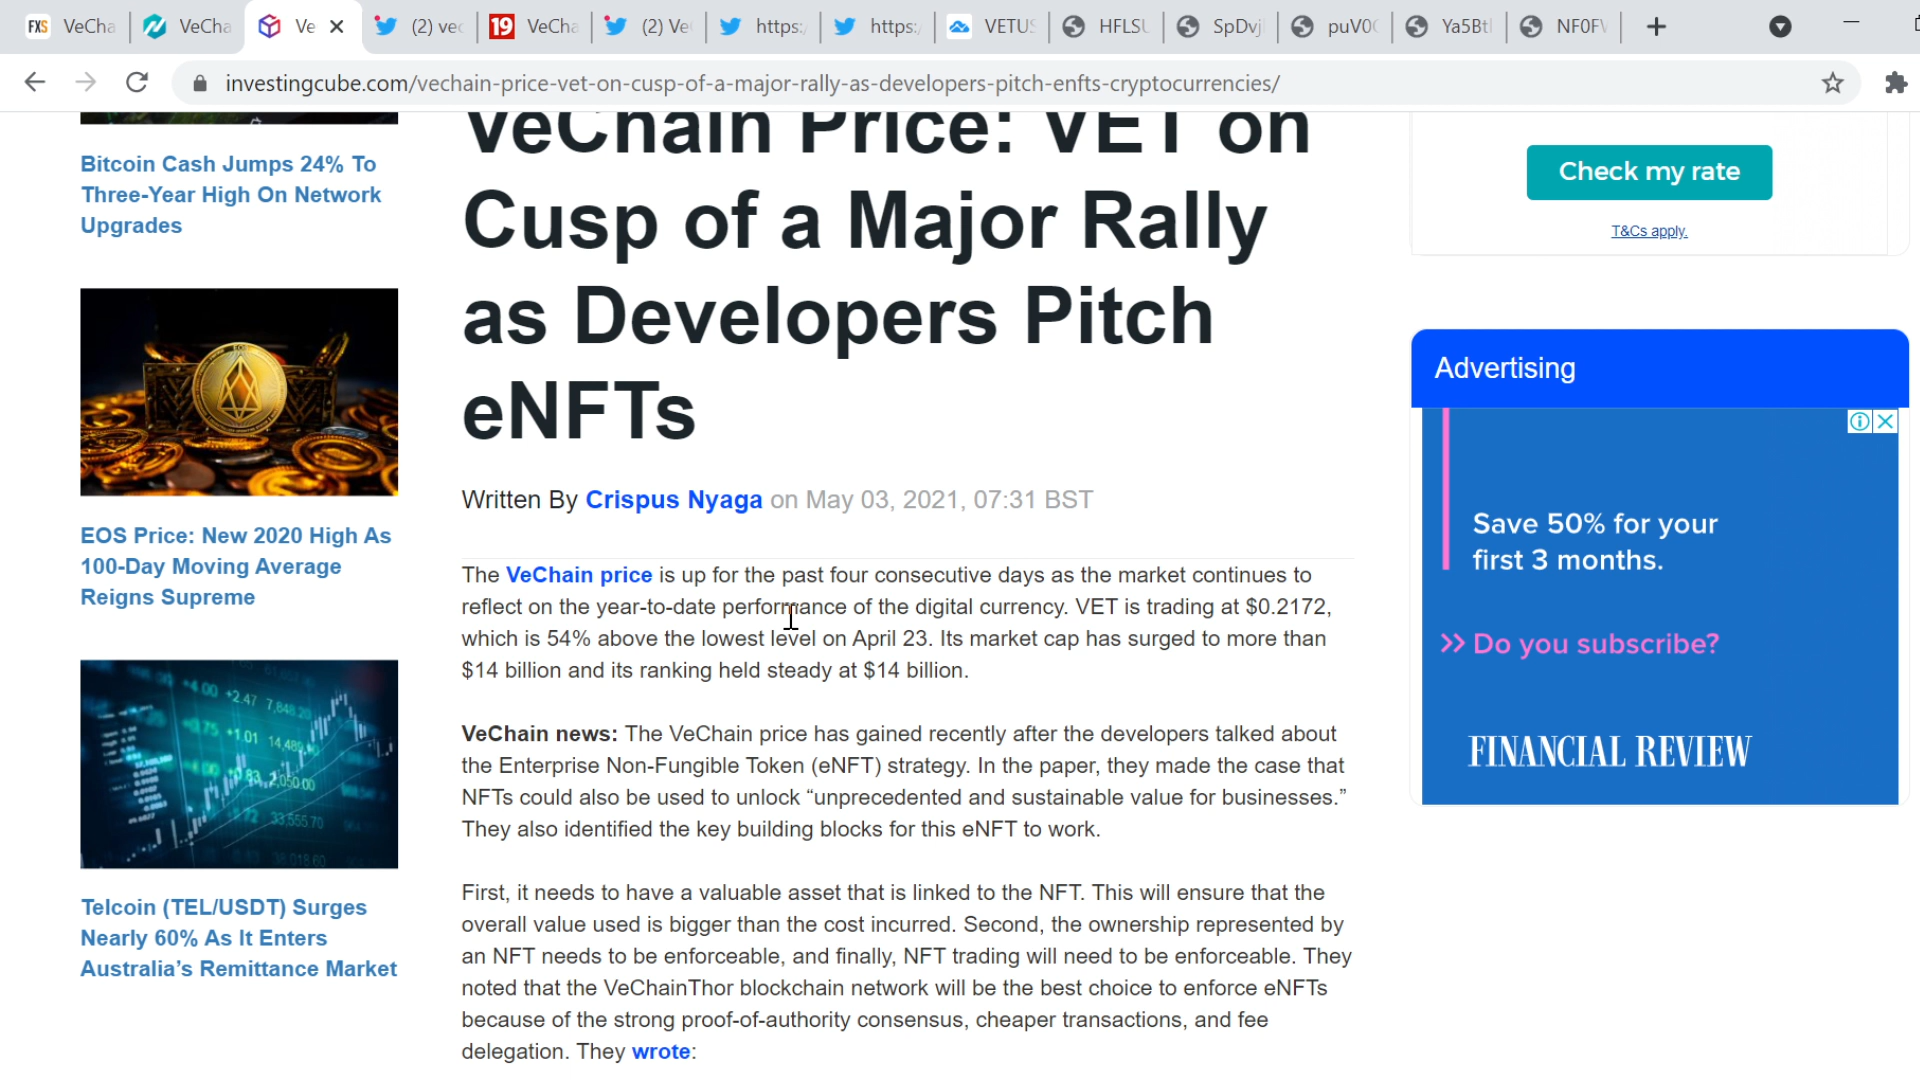 FXS VeCha
VeCha
Ve
(2) vec
19 VeCha
(2) Ve
https:/
https:/
VETUS
HFLSU
SpDvj
puV0C
Ya5Btl
NF0FV
investingcube.com/vechain-price-vet-on-cusp-of-a-major-rally-as-developers-pitch-enfts-cryptocurrencies/
Bitcoin Cash Jumps 24% To
Three-Year High On Network
Upgrades
EOS Price: New 2020 High As
100-Day Moving Average
Reigns Supreme
Telcoin (TEL/USDT) Surges
Nearly 60% As It Enters
Australia’s Remittance Market
VeChain Price: VET on
Cusp of a Major Rally
as Developers Pitch
eNFTs
Written By Crispus Nyaga on May 03, 2021, 07:31 BST
The VeChain price is up for the past four consecutive days as the market continues to
reflect on the year-to-date performance of the digital currency. VET is trading at $0.2172,
which is 54% above the lowest level on April 23. Its market cap has surged to more than
$14 billion and its ranking held steady at $14 billion.
VeChain news: The VeChain price has gained recently after the developers talked about
the Enterprise Non-Fungible Token (eNFT) strategy. In the paper, they made the case that
NFTs could also be used to unlock “unprecedented and sustainable value for businesses.”
They also identified the key building blocks for this eNFT to work.
First, it needs to have a valuable asset that is linked to the NFT. This will ensure that the
overall value used is bigger than the cost incurred. Second, the ownership represented by
an NFT needs to be enforceable, and finally, NFT trading will need to be enforceable. They
noted that the VeChainThor blockchain network will be the best choice to enforce eNFTs
because of the strong proof-of-authority consensus, cheaper transactions, and fee
delegation. They wrote:
Check my rate
T&Cs apply.
Advertising
Save 50% for your
first 3 months.
>> Do you subscribe?
FINANCIAL REVIEW